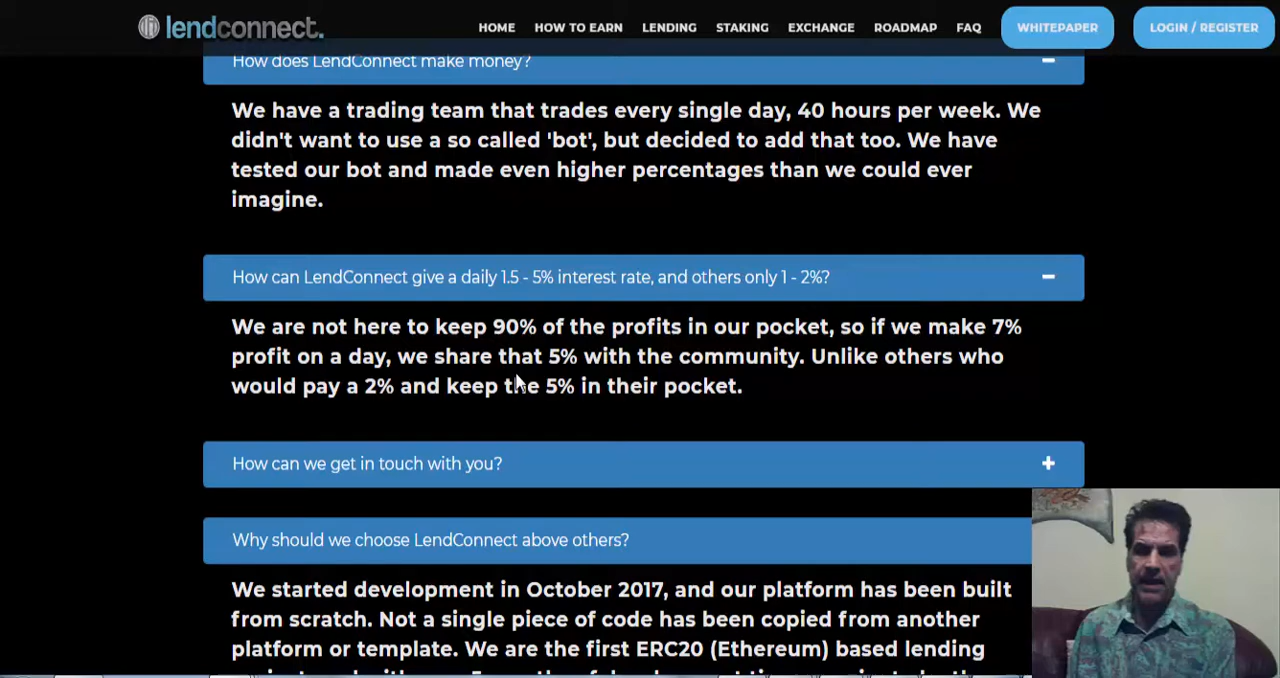 lendconnect.
HOME HOW TO EARN LENDING STAKING EXCHANGE ROADMAP FAQ WHITEPAPER LOGIN / REGISTER
How does LendConnect make money?
We have a trading team that trades every single day, 40 hours per week. We
didn't want to use a so called 'bot', but decided to add that too. We have
tested our bot and made even higher percentages than we could ever
imagine.
How can LendConnect give a daily 1.5 - 5% interest rate, and others only 1 - 2%?
We are not here to keep 90% of the profits in our pocket, so if we make 7%
profit on a day, we share that 5% with the community. Unlike others who
would pay a 2% and keep the 5% in their pocket.
How can we get in touch with you?
Why should we choose LendConnect above others?
We started development in October 2017, and our platform has been built
from scratch. Not a single piece of code has been copied from another
platform or template. We are the first ERC20 (Ethereum) based lending